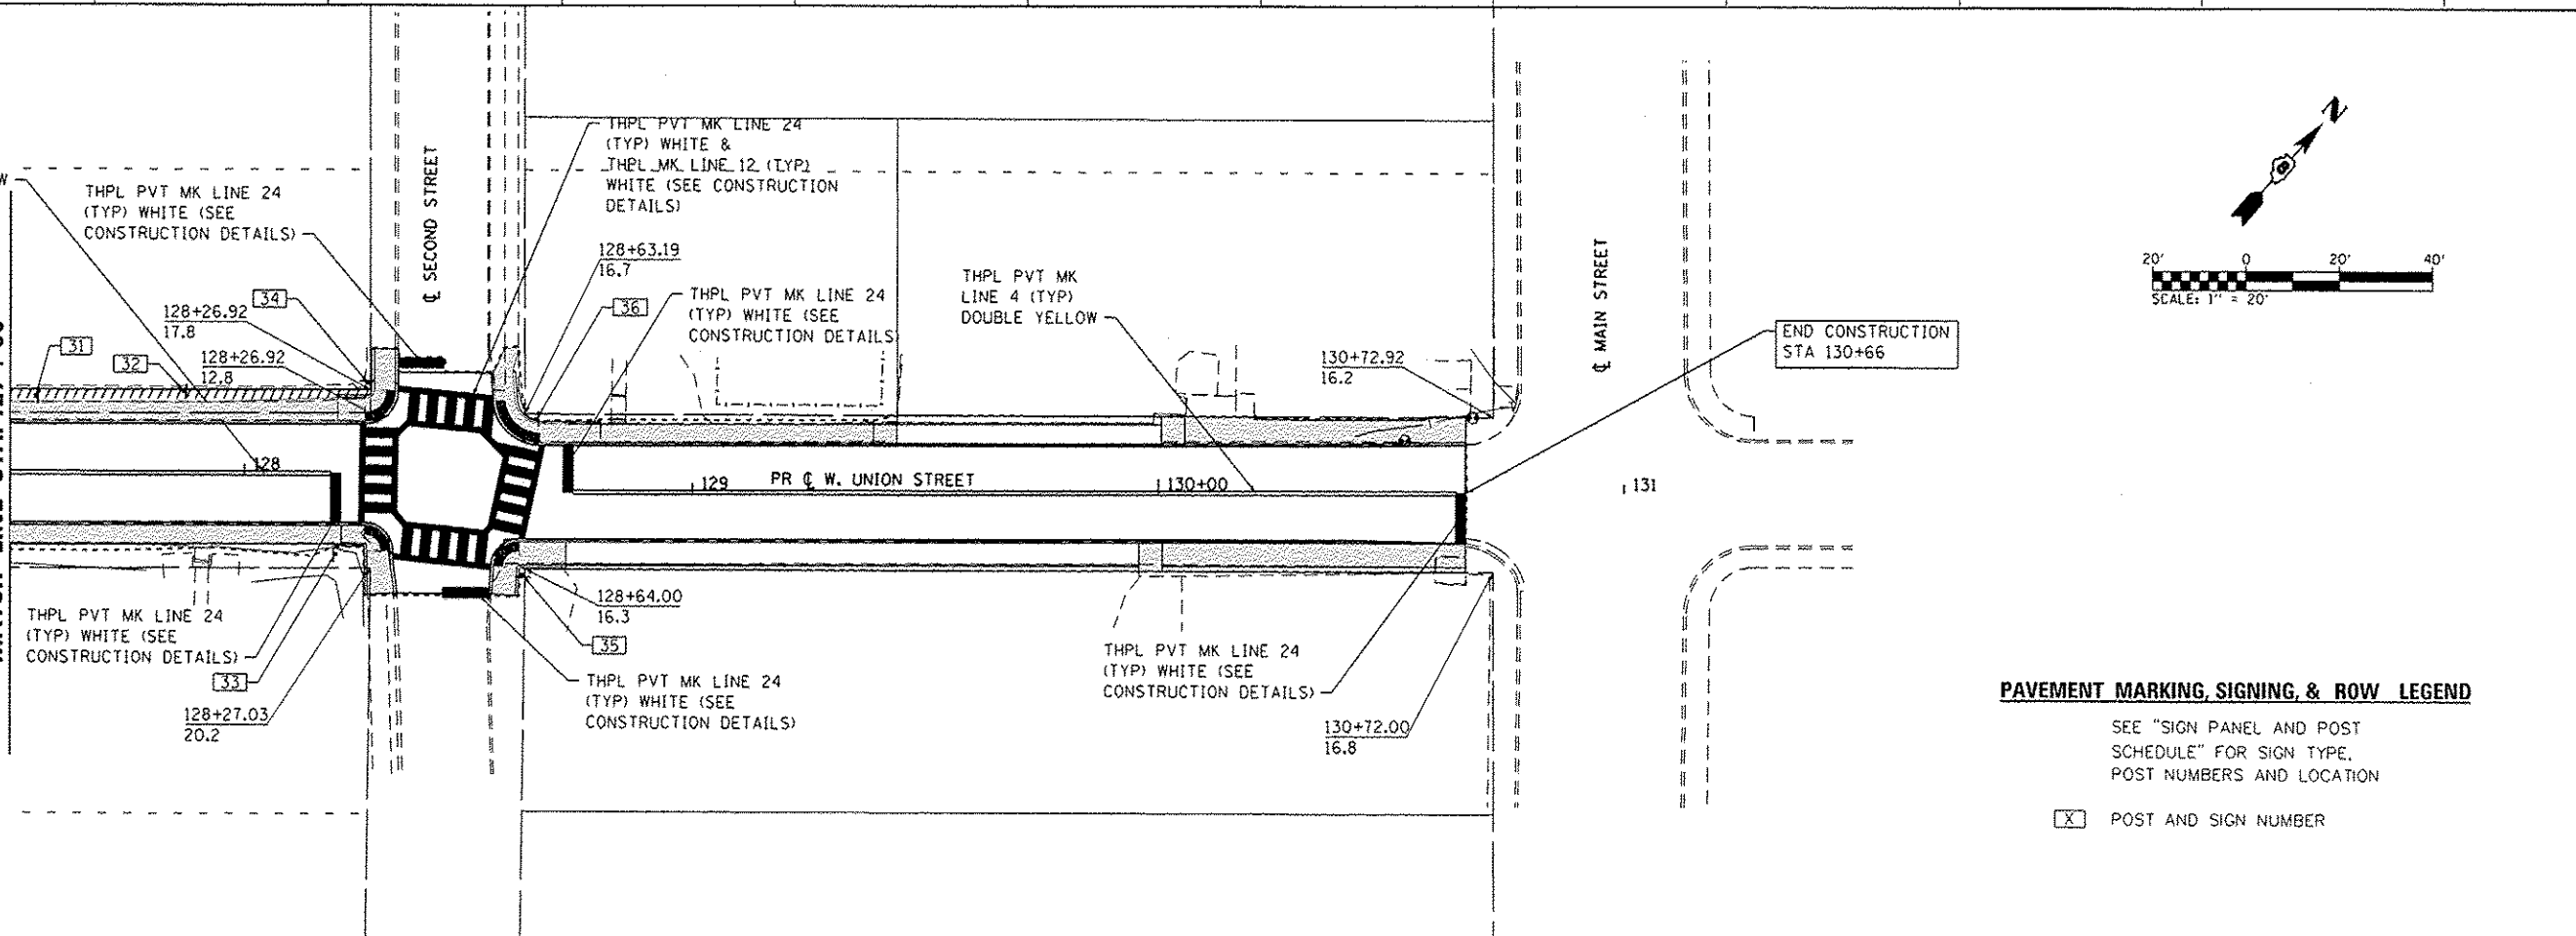 W
THPL PVT MK LINE 24
(TYP) WHITE (SEE
CONSTRUCTION DETAILS)
℄ SECOND STREET
THPL PVT MK LINE 24
(TYP) WHITE &
THPL MK LINE 12 (TYP)
WHITE (SEE CONSTRUCTION
DETAILS)
128+63.19
16.7
34
128+26.92
17.8
31
32
128+26.92
12.8
36
THPL PVT MK LINE 24
(TYP) WHITE (SEE
CONSTRUCTION DETAILS
THPL PVT MK
LINE 4 (TYP)
DOUBLE YELLOW
130+72.92
16.2
℄ MAIN STREET
END CONSTRUCTION
STA 130+66
N
20' 0 20' 40'
SCALE: 1" = 20'
128
129
PR ℄ W. UNION STREET
130+00
131
THPL PVT MK LINE 24
(TYP) WHITE (SEE
CONSTRUCTION DETAILS)
33
128+27.03
20.2
128+64.00
16.3
35
THPL PVT MK LINE 24
(TYP) WHITE (SEE
CONSTRUCTION DETAILS)
THPL PVT MK LINE 24
(TYP) WHITE (SEE
CONSTRUCTION DETAILS)
130+72.00
16.8
PAVEMENT MARKING, SIGNING, & ROW LEGEND
SEE "SIGN PANEL AND POST
SCHEDULE" FOR SIGN TYPE,
POST NUMBERS AND LOCATION
X POST AND SIGN NUMBER